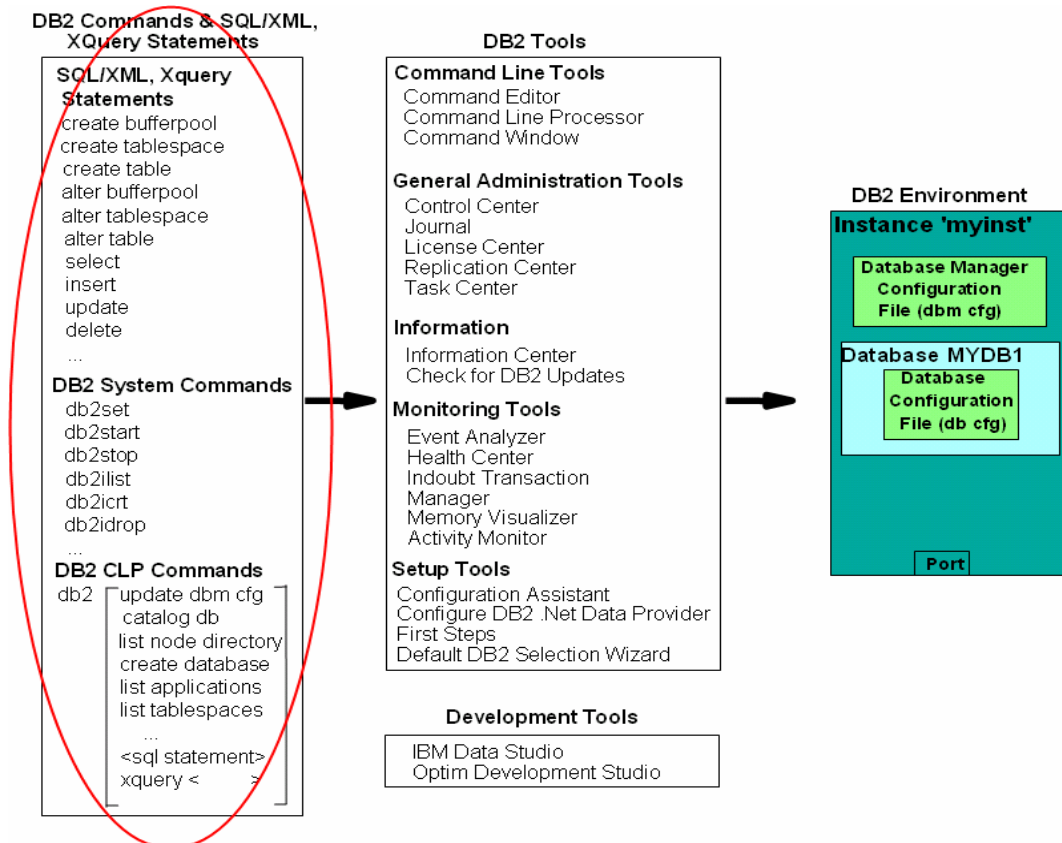 DB2 Commands & SQL/XML,
XQuery Statements
SQL/XML, Xquery
Statements
create bufferpool
create tablespace
create table
alter bufferpool
alter tablespace
alter table
select
insert
update
delete
...
DB2 System Commands
db2set
db2start
db2stop
db2ilist
db2icrt
db2idrop
...
DB2 CLP Commands
db2
update dbm cfg
catalog db
list node directory
create database
list applications
list tablespaces
...
<sql statement>
xquery < >
DB2 Tools
Command Line Tools
Command Editor
Command Line Processor
Command Window
General Administration Tools
Control Center
Journal
License Center
Replication Center
Task Center
Information
Information Center
Check for DB2 Updates
Monitoring Tools
Event Analyzer
Health Center
Indoubt Transaction
Manager
Memory Visualizer
Activity Monitor
Setup Tools
Configuration Assistant
Configure DB2 .Net Data Provider
First Steps
Default DB2 Selection Wizard
Development Tools
IBM Data Studio
Optim Development Studio
DB2 Environment
Instance 'myinst'
Database Manager
Configuration
File (dbm cfg)
Database MYDB1
Database
Configuration
File (db cfg)
Port